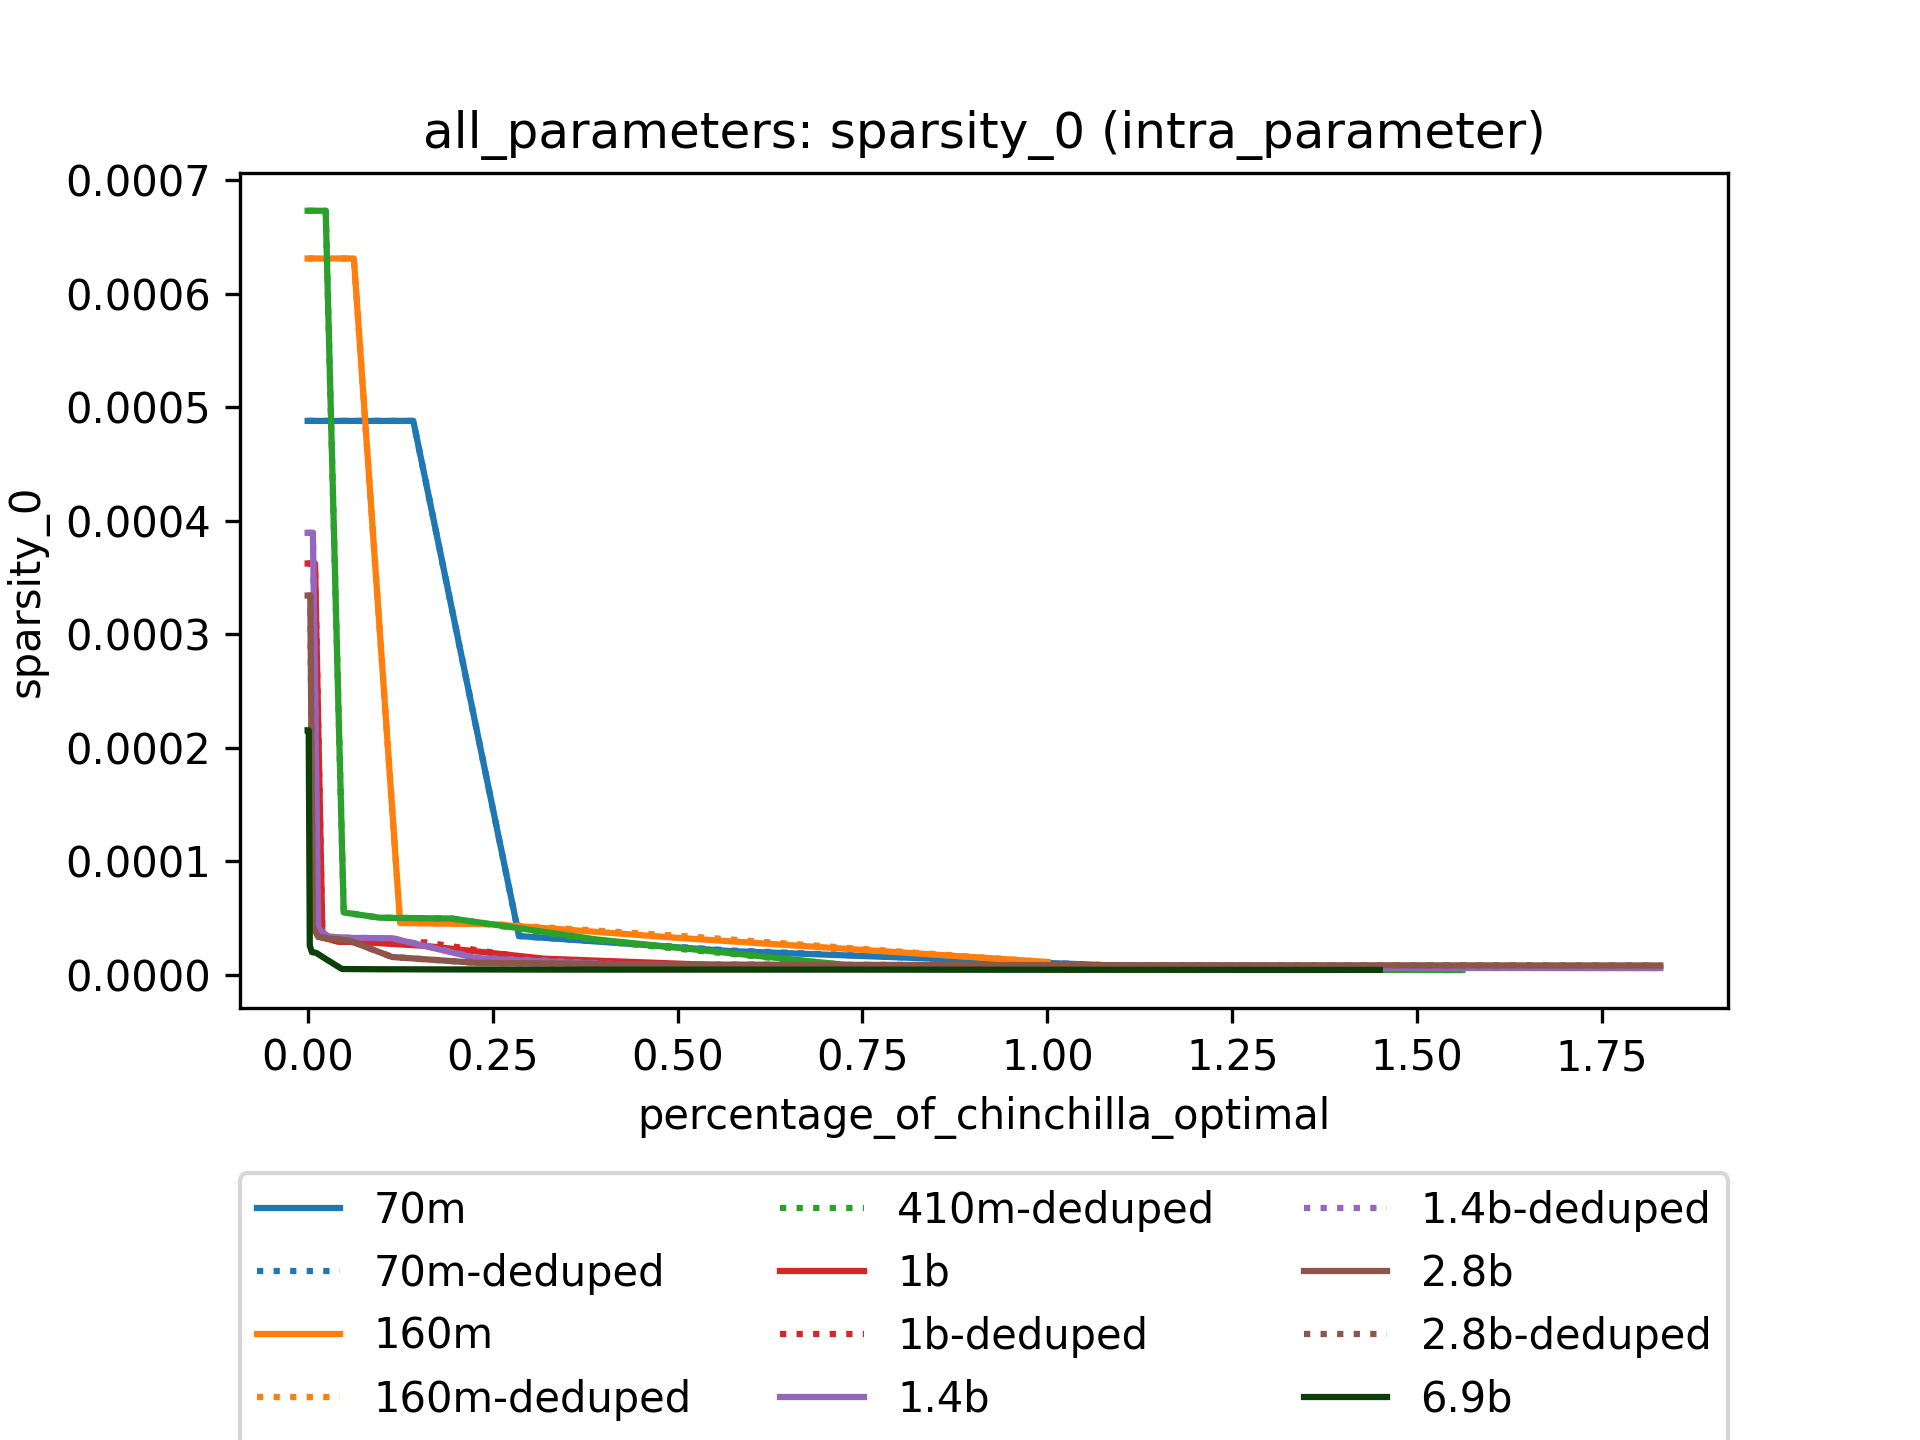 all_parameters: sparsity_0 (intra_parameter)
0.0007
0.0006
0.0005
0.0004
0.0003
0.0002
0.0001
0.0000
sparsity_0
0.00 0.25 0.50 0.75 1.00 1.25 1.50 1.75
percentage_of_chinchilla_optimal
70m
70m-deduped
160m
160m-deduped
410m-deduped
1b
1b-deduped
1.4b
1.4b-deduped
2.8b
2.8b-deduped
6.9b